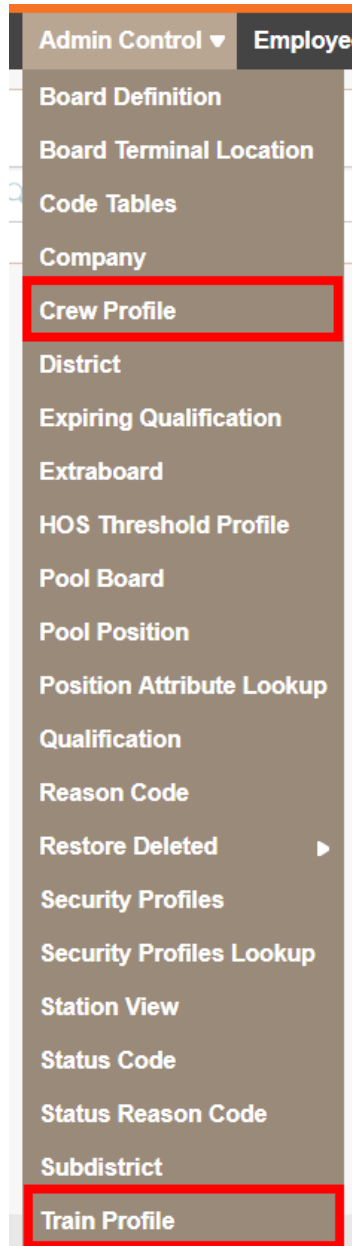 Admin Control ▼ Employe
Board Definition
Board Terminal Location
Code Tables
Company
Crew Profile
District
Expiring Qualification
Extraboard
HOS Threshold Profile
Pool Board
Pool Position
Position Attribute Lookup
Qualification
Reason Code
Restore Deleted ▶
Security Profiles
Security Profiles Lookup
Station View
Status Code
Status Reason Code
Subdistrict
Train Profile